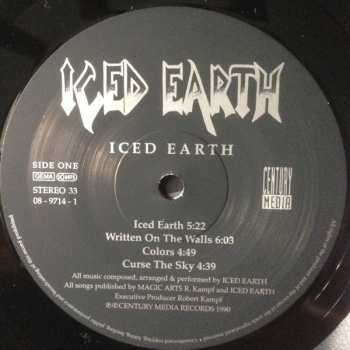 ICED EARTH
ICED EARTH
SIDE ONE
GEMA
STEREO 33
08 - 9714 - 1
CENTURY
MEDIA
Iced Earth 5:22
Written On The Walls 6:03
Colors 4:49
Curse The Sky 4:39
All music composed, arranged & performed by ICED EARTH
All songs published by MAGIC ARTS R. Kampf and ICED EARTH
Executive Producer Robert Kampf
℗©CENTURY MEDIA RECORDS 1990